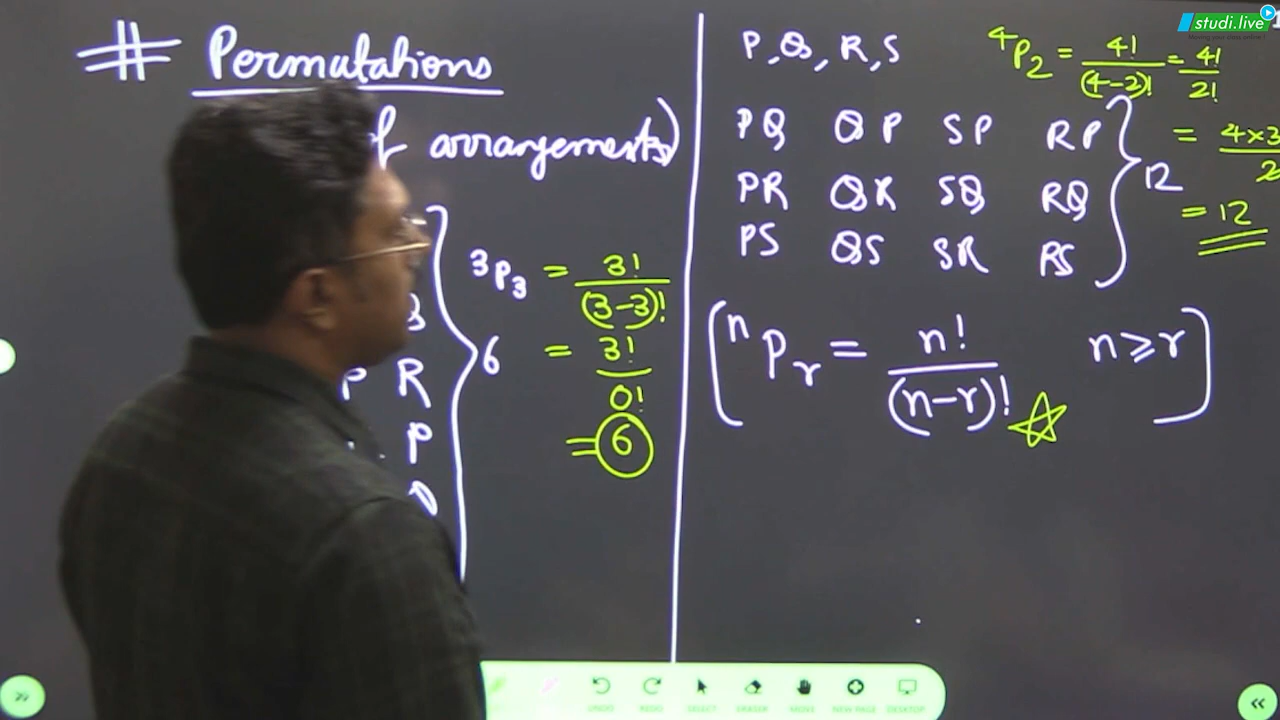 # Permutations
of arrangements)
Q
P R
P
Q
³P₃ = 3!
(3-3)!
6 = 3!
0!
= 6
P, Q, R, S
PQ QP SP RP
PR QR SQ RQ
PS QS SR RS
} 12
⁴P₂ = 4! = 4!
(4-2)! 2!
= 4×3
2
= 12
ⁿPᵣ = n! n ≥ r
(n-r)!
studi.live
UNDO REDO SELECT ERASER MOVE NEW PAGE DESKTOP